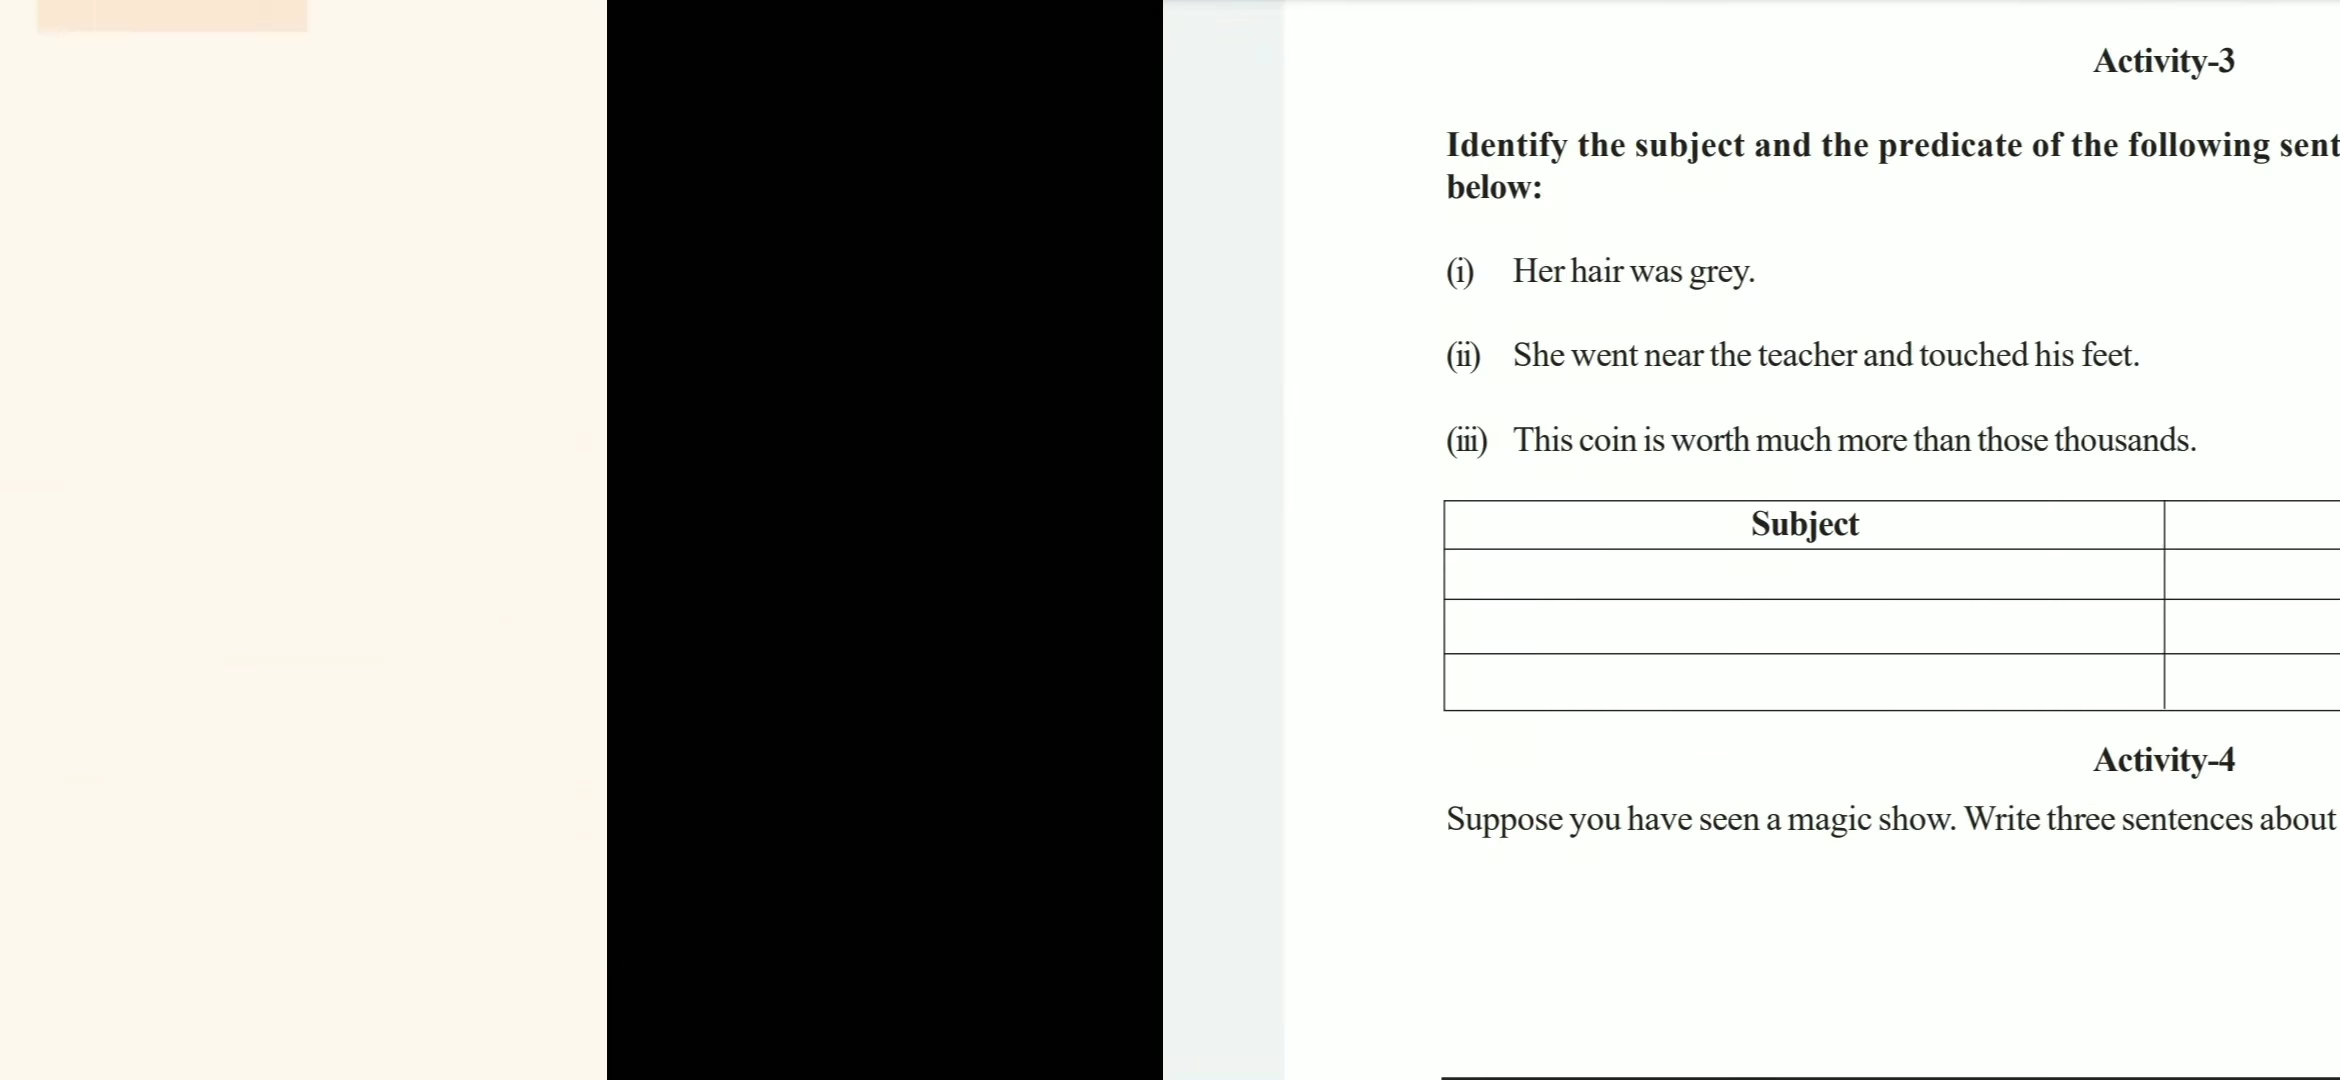 Activity-3
Identify the subject and the predicate of the following sent
below:
(i) Her hair was grey.
(ii) She went near the teacher and touched his feet.
(iii) This coin is worth much more than those thousands.
Subject
Activity-4
Suppose you have seen a magic show. Write three sentences about